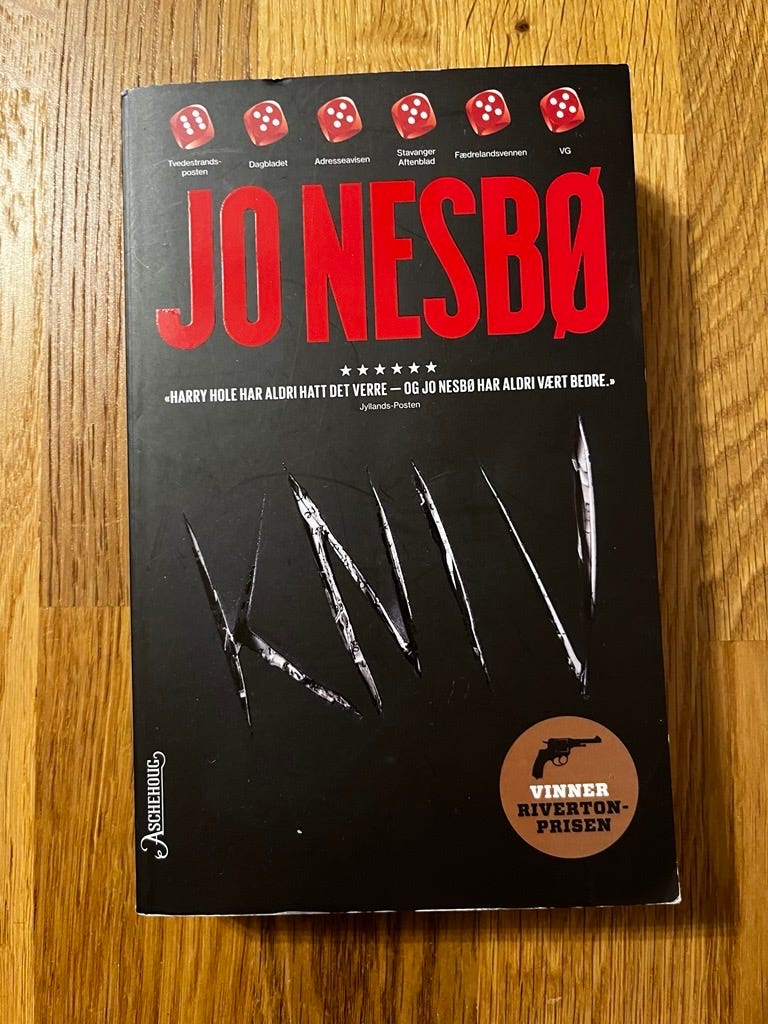 Tvedestrands-
posten
Dagbladet
Adresseavisen
Stavanger
Aftenblad
Fædrelandsvennen
VG
JO NESBØ
★★★★★★
«HARRY HOLE HAR ALDRI HATT DET VERRE – OG JO NESBØ HAR ALDRI VÆRT BEDRE.»
Jyllands-Posten
KNIV
ASCHEHOUG
VINNER
RIVERTON-
PRISEN